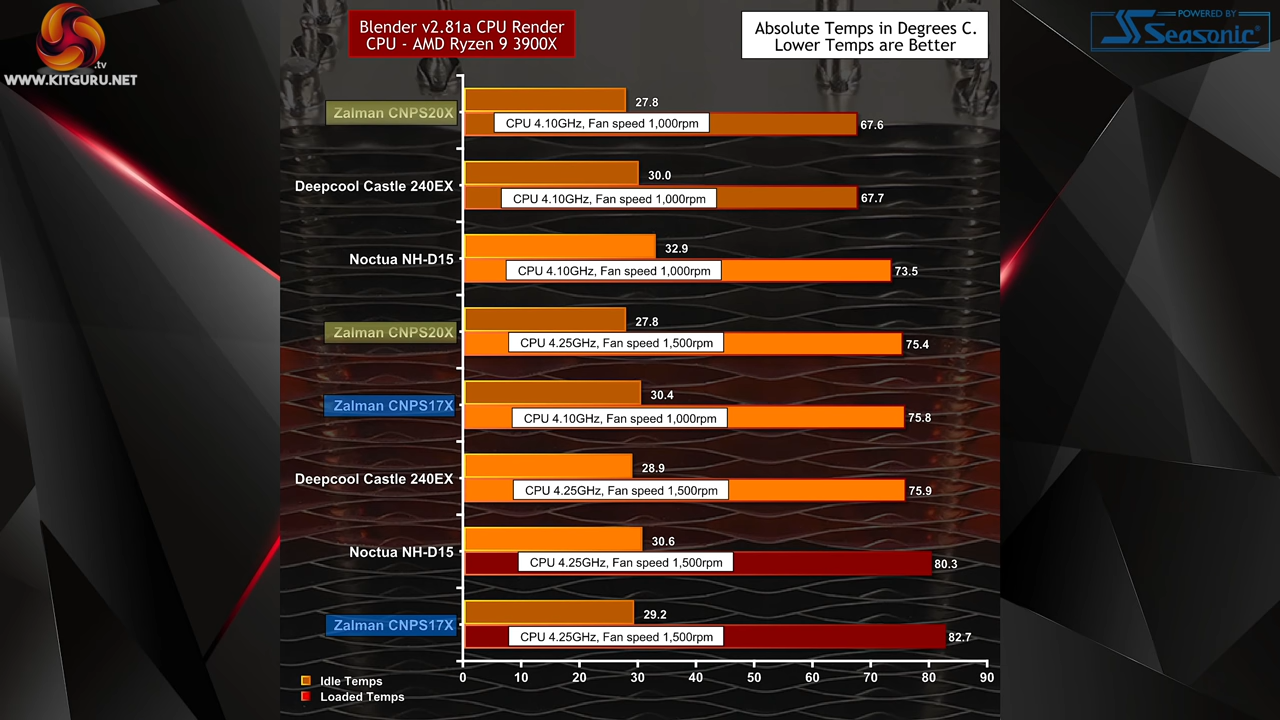 .tv
WWW.KITGURU.NET
Blender v2.81a CPU Render
CPU - AMD Ryzen 9 3900X
Absolute Temps in Degrees C.
Lower Temps are Better
POWERED BY
Seasonic®
Zalman CNPS20X
27.8
CPU 4.10GHz, Fan speed 1,000rpm
67.6
Deepcool Castle 240EX
30.0
CPU 4.10GHz, Fan speed 1,000rpm
67.7
Noctua NH-D15
32.9
CPU 4.10GHz, Fan speed 1,000rpm
73.5
Zalman CNPS20X
27.8
CPU 4.25GHz, Fan speed 1,500rpm
75.4
Zalman CNPS17X
30.4
CPU 4.10GHz, Fan speed 1,000rpm
75.8
Deepcool Castle 240EX
28.9
CPU 4.25GHz, Fan speed 1,500rpm
75.9
Noctua NH-D15
30.6
CPU 4.25GHz, Fan speed 1,500rpm
80.3
Zalman CNPS17X
29.2
CPU 4.25GHz, Fan speed 1,500rpm
82.7
0 10 20 30 40 50 60 70 80 90
Idle Temps
Loaded Temps